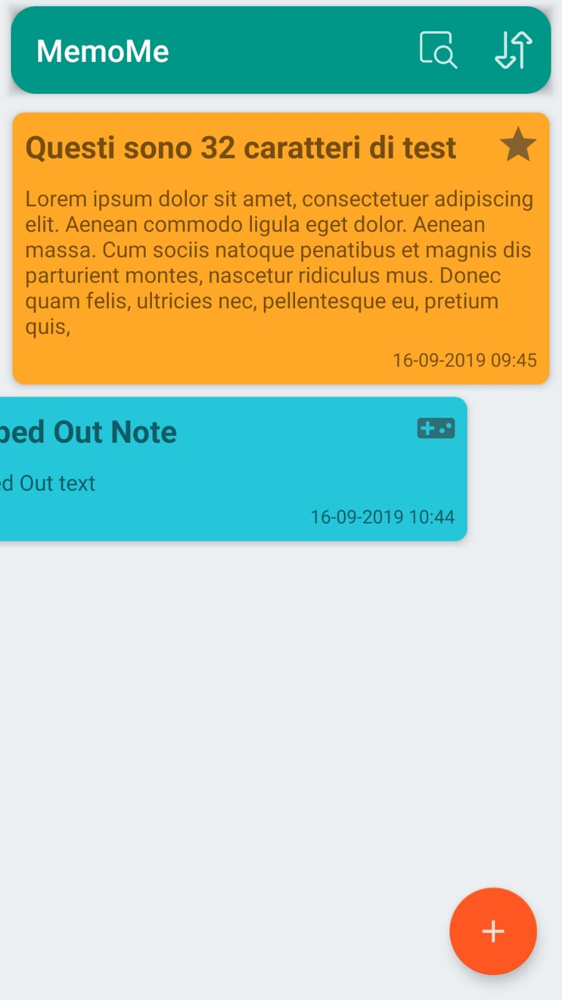 MemoMe
Questi sono 32 caratteri di test
Lorem ipsum dolor sit amet, consectetuer adipiscing
elit. Aenean commodo ligula eget dolor. Aenean
massa. Cum sociis natoque penatibus et magnis dis
parturient montes, nascetur ridiculus mus. Donec
quam felis, ultricies nec, pellentesque eu, pretium
quis,
16-09-2019 09:45
Out Note
Out text
16-09-2019 10:44